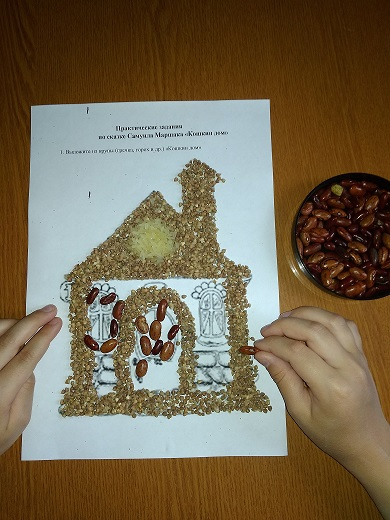 Практические задания
по сказке Самуила Маршака «Кошкин дом»
1. Выложите из крупы (гречка, горох и др.) «Кошкин дом»